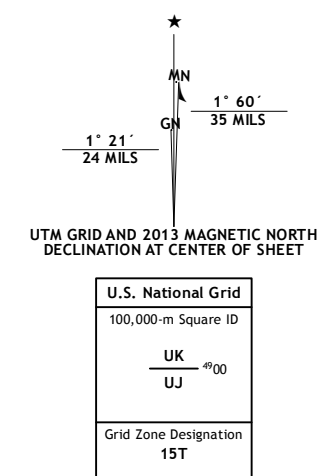 ★
MN
1° 60´
35 MILS
GN
1° 21´
24 MILS
UTM GRID AND 2013 MAGNETIC NORTH
DECLINATION AT CENTER OF SHEET
U.S. National Grid
100,000-m Square ID
UK
4900
UJ
Grid Zone Designation
15T